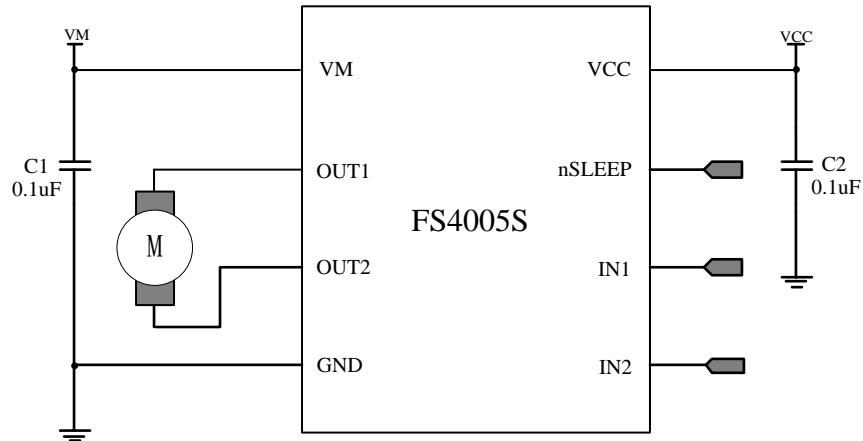 VM
VCC
VM
VCC
C1
0.1uF
OUT1
nSLEEP
C2
0.1uF
M
FS4005S
OUT2
IN1
GND
IN2